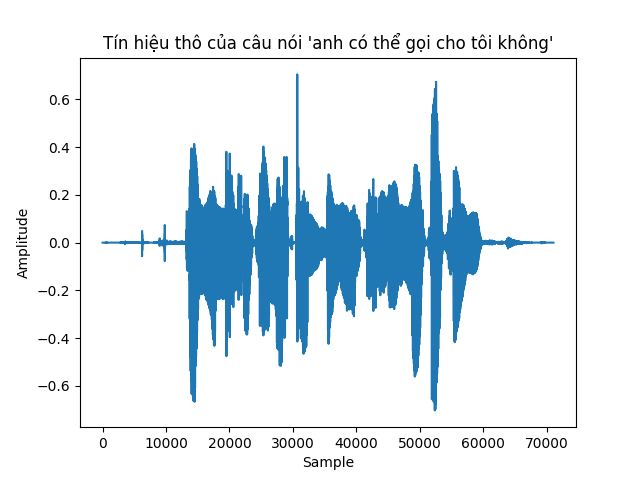 Tín hiệu thô của câu nói 'anh có thể gọi cho tôi không'
Amplitude
0.6
0.4
0.2
0.0
−0.2
−0.4
−0.6
0 10000 20000 30000 40000 50000 60000 70000
Sample